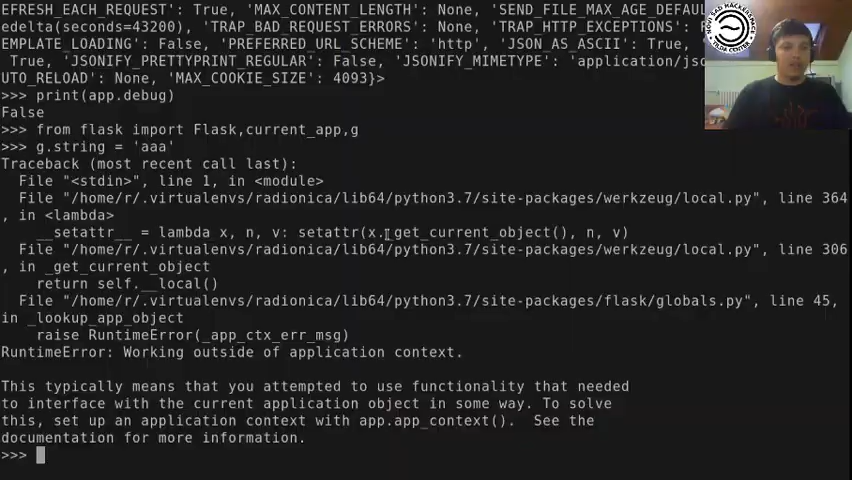 EFRESH_EACH_REQUEST': True, 'MAX_CONTENT_LENGTH': None, 'SEND_FILE_MAX_AGE_DEFAUL
edelta(seconds=43200), 'TRAP_BAD_REQUEST_ERRORS': None, 'TRAP_HTTP_EXCEPTIONS':
EMPLATE_LOADING': False, 'PREFERRED_URL_SCHEME': 'http', 'JSON_AS_ASCII': True,
True, 'JSONIFY_PRETTYPRINT_REGULAR': False, 'JSONIFY_MIMETYPE': 'application/jso
UTO_RELOAD': None, 'MAX_COOKIE_SIZE': 4093}>
>>> print(app.debug)
False
>>> from flask import Flask,current_app,g
>>> g.string = 'aaa'
Traceback (most recent call last):
File "<stdin>", line 1, in <module>
File "/home/r/.virtualenvs/radionica/lib64/python3.7/site-packages/werkzeug/local.py", line 364
, in <lambda>
__setattr__ = lambda x, n, v: setattr(x._get_current_object(), n, v)
File "/home/r/.virtualenvs/radionica/lib64/python3.7/site-packages/werkzeug/local.py", line 306
, in _get_current_object
return self.__local()
File "/home/r/.virtualenvs/radionica/lib64/python3.7/site-packages/flask/globals.py", line 45,
in _lookup_app_object
raise RuntimeError(_app_ctx_err_msg)
RuntimeError: Working outside of application context.
This typically means that you attempted to use functionality that needed
to interface with the current application object in some way. To solve
this, set up an application context with app.app_context().  See the
documentation for more information.
>>>